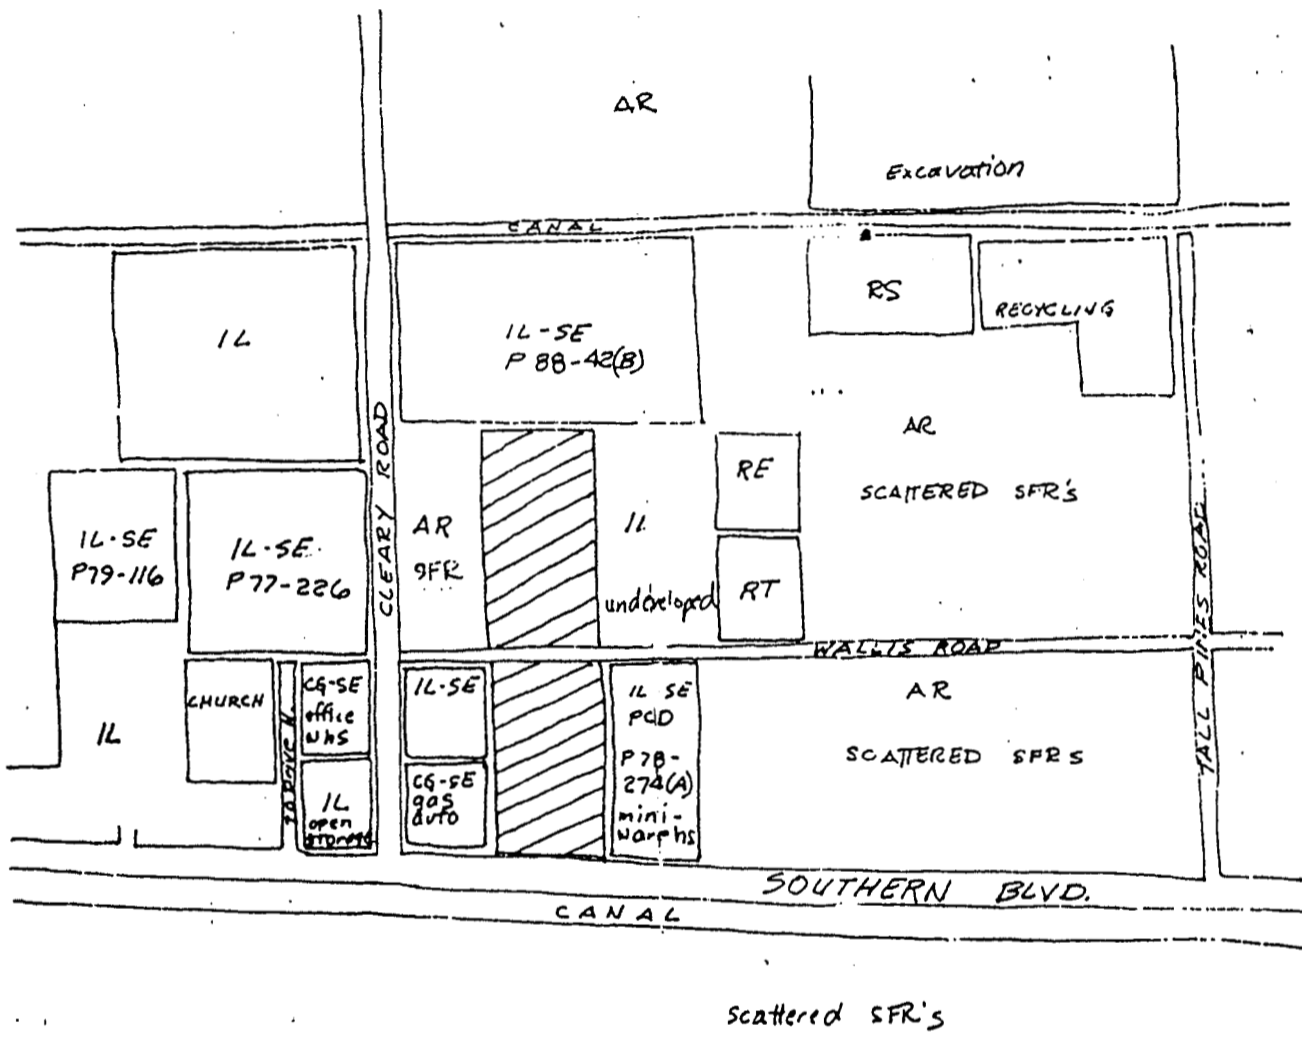 AR
Excavation
CANAL
IL
IL-SE
P 88-42(B)
RS
RECYCLING
CLEARY ROAD
AR
SCATTERED SFR's
IL-SE
P79-116
IL-SE
P77-226
AR
SFR
IL
undeveloped
RE
RT
WALLIS ROAD
TALL PINES ROAD
IL
CHURCH
CG-SE
office
whs
IL
open
storage
IL-SE
CG-SE
gas
auto
IL SE
PCD
P78-
274(A)
mini-
warehs
AR
SCATTERED SFRS
SOUTHERN BLVD.
CANAL
scattered SFR's